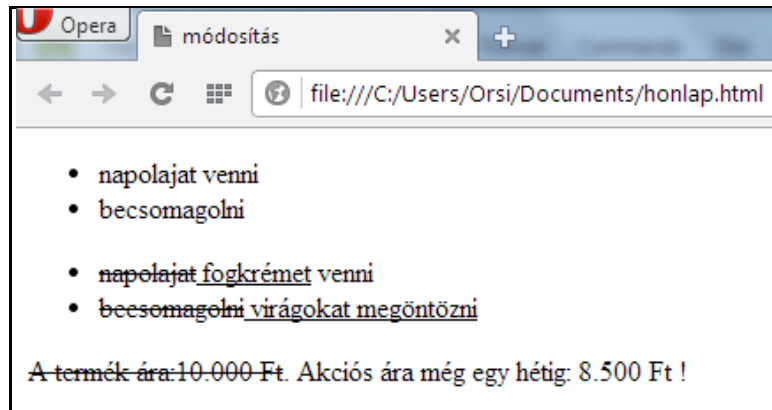 Opera módosítás
file:///C:/Users/Orsi/Documents/honlap.html
• napolajat venni
• becsomagolni
• napolajat fogkrémet venni
• becsomagolni virágokat megöntözni
A termék ára:10.000 Ft. Akciós ára még egy hétig: 8.500 Ft !